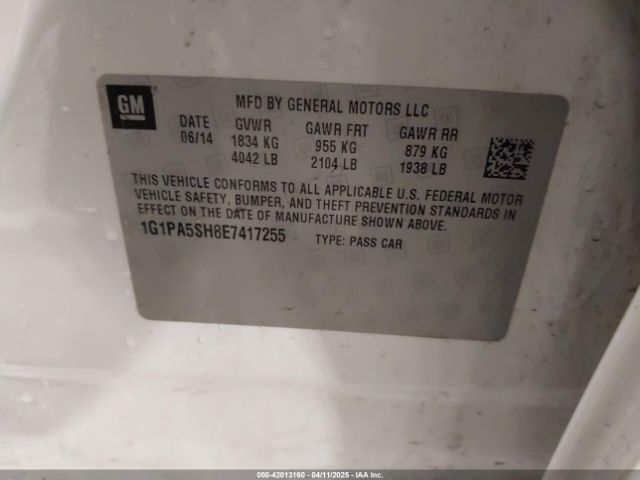 GM
MFD BY GENERAL MOTORS LLC
DATE GVWR GAWR FRT GAWR RR
06/14 1834 KG 955 KG 879 KG
4042 LB 2104 LB 1938 LB
THIS VEHICLE CONFORMS TO ALL APPLICABLE U.S. FEDERAL MOTOR
VEHICLE SAFETY, BUMPER, AND THEFT PREVENTION STANDARDS IN
EFFECT ON THE DATE OF MANUFACTURE SHOWN ABOVE.
1G1PA5SH8E7417255 TYPE: PASS CAR
000-42013160 - 04/11/2025 - IAA Inc.